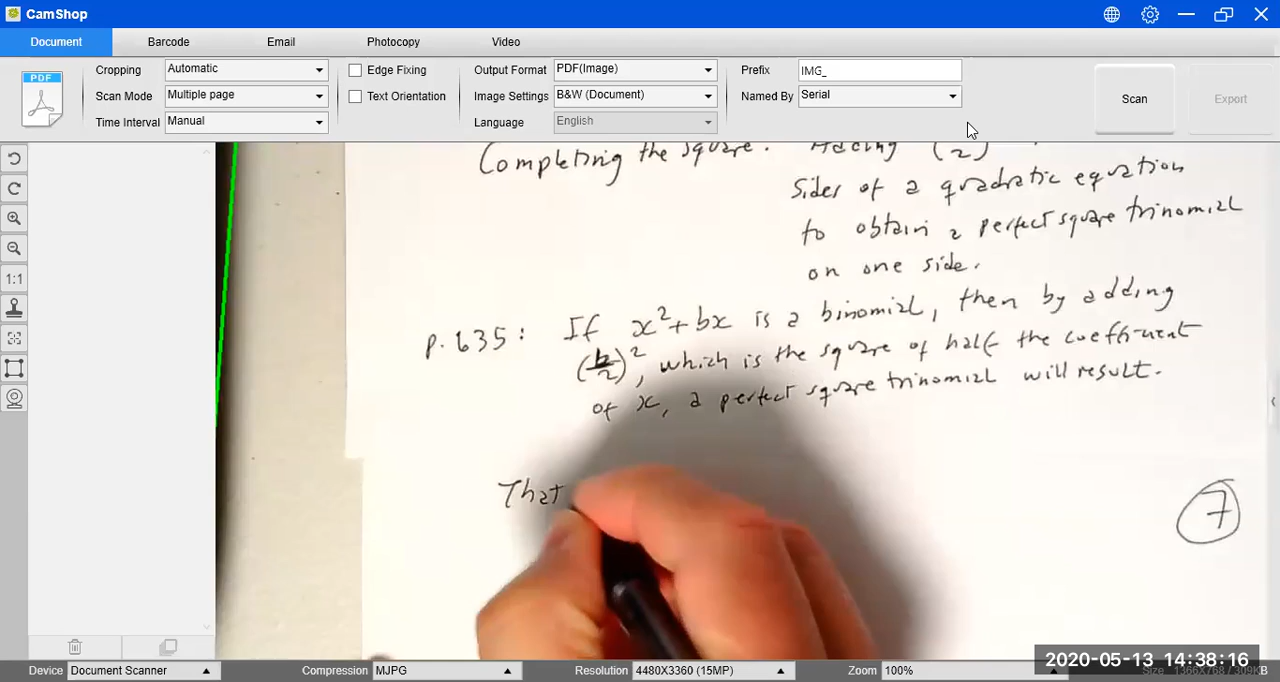 CamShop
Document Barcode Email Photocopy Video
PDF
Cropping Automatic
Scan Mode Multiple page
Time Interval Manual
Edge Fixing
Text Orientation
Output Format PDF(Image)
Image Settings B&W (Document)
Language English
Prefix IMG_
Named By Serial
Scan
Export
1:1
Completing the square. Adding (2)
sides of a quadratic equation
to obtain a perfect square trinomial
on one side.
p. 635: If x²+bx is a binomial, then by adding
(b/2)², which is the square of half the coefficient
of x, a perfect square trinomial will result.
That
7
2020-05-13 14:38:16
Device Document Scanner Compression MJPG Resolution 4480X3360 (15MP) Zoom 100% Size: 1366X768 / 309KB